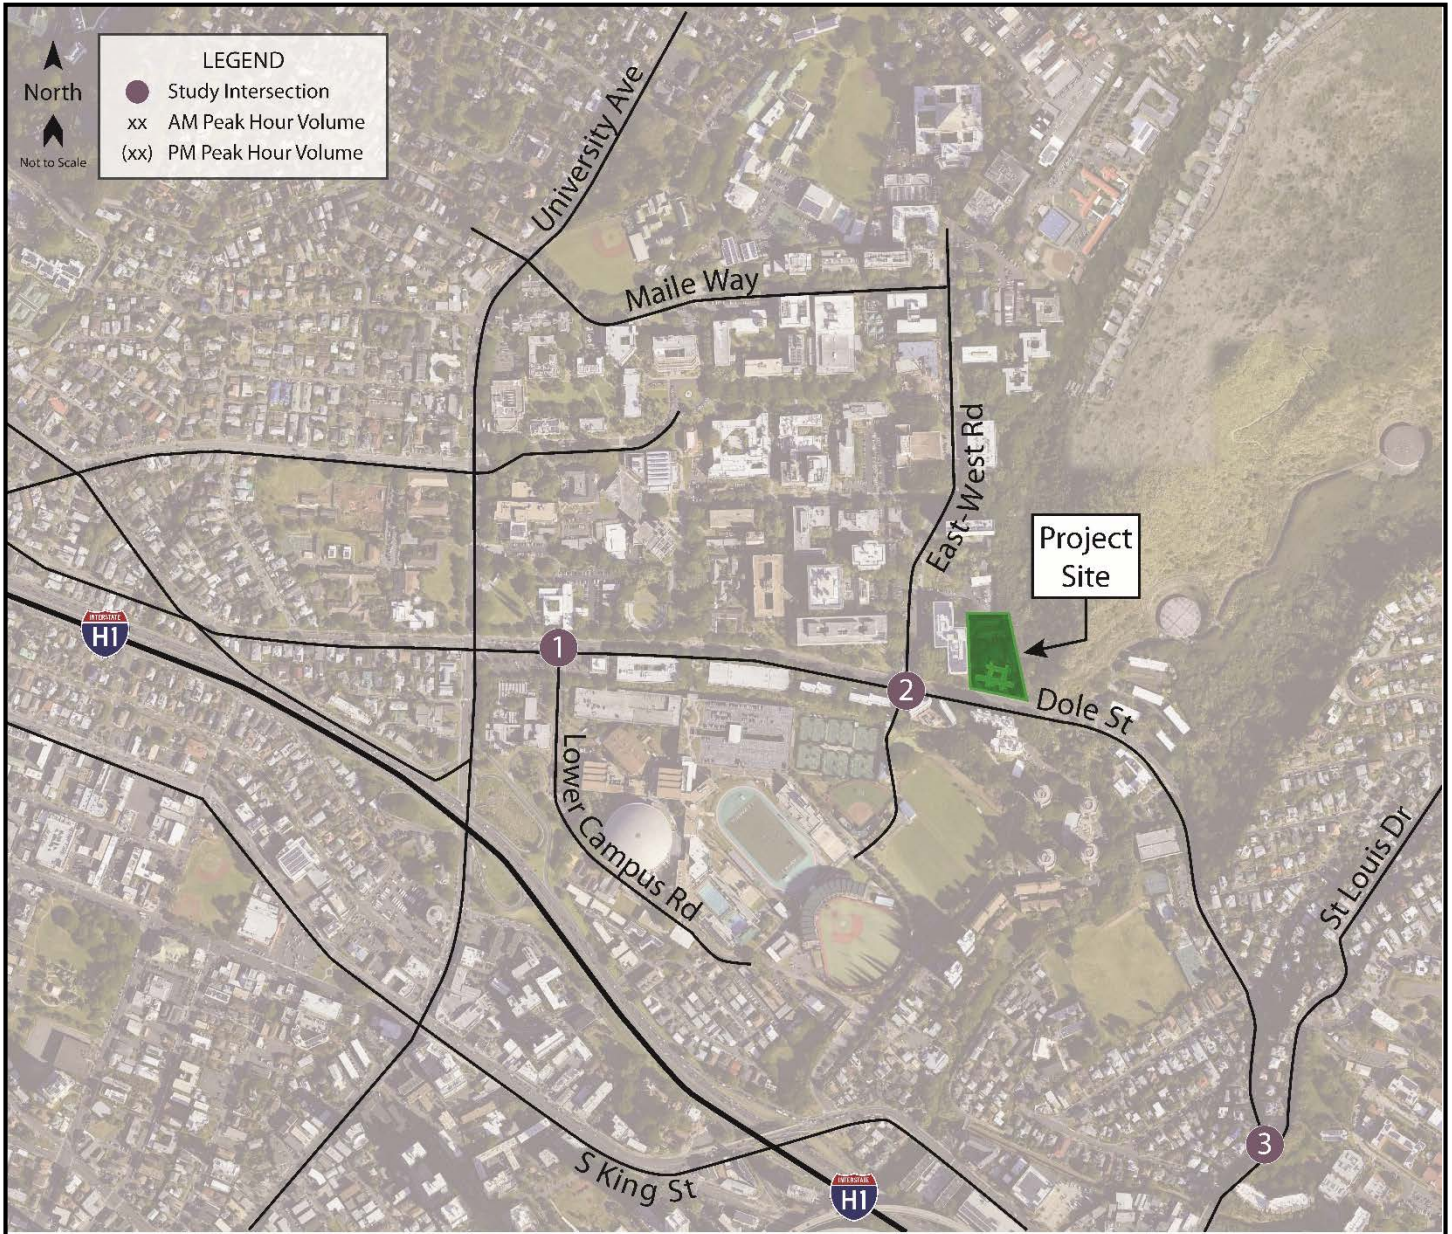 LEGEND
North
Study Intersection
xx AM Peak Hour Volume
(xx) PM Peak Hour Volume
Not to Scale
University Ave
Maile Way
East-West Rd
Project
Site
INTERSTATE
H1
1
2
Dole St
Lower Campus Rd
St Louis Dr
3
S King St
INTERSTATE
H1